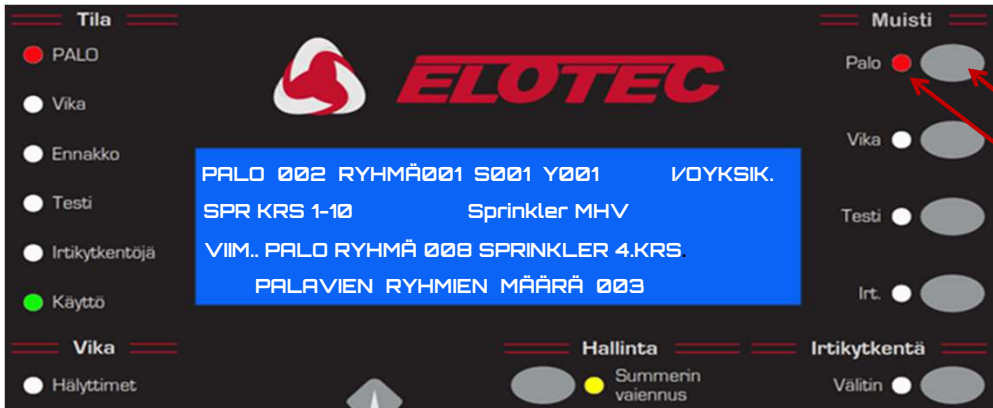 Tila
PALO
Vika
Ennakko
Testi
Irtikytkentöjä
Käyttö
Vika
Hälyttimet
ELOTEC
PALO 002 RYHMÄ001 S001 Y001 I/OYKSIK.
SPR KRS 1-10 Sprinkler MHV
VIIM.. PALO RYHMÄ 008 SPRINKLER 4.KRS.
PALAVIEN RYHMIEN MÄÄRÄ 003
Hallinta
Summerin
vaiennus
Muisti
Palo
Vika
Testi
Irt.
Irtikytkentä
Välitin